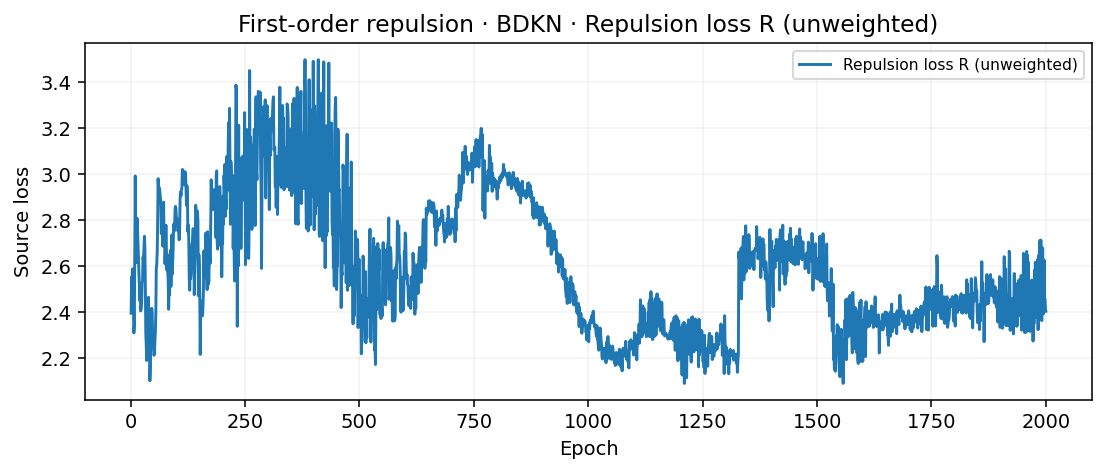 First-order repulsion · BDKN · Repulsion loss R (unweighted)
Repulsion loss R (unweighted)
Source loss
3.4
3.2
3.0
2.8
2.6
2.4
2.2
0 250 500 750 1000 1250 1500 1750 2000
Epoch